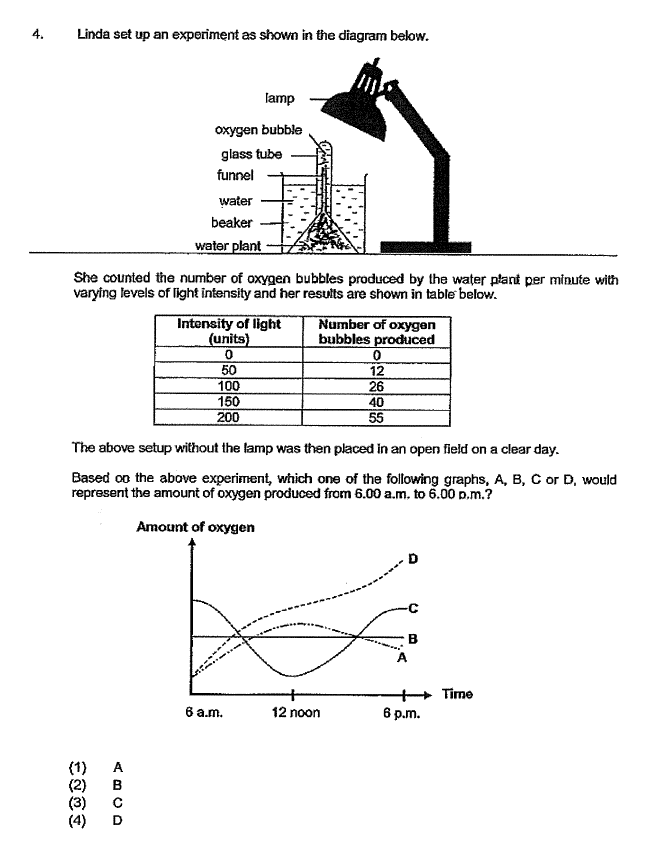 4. Linda set up an experiment as shown in the diagram below.
lamp
oxygen bubble
glass tube
funnel
water
beaker
water plant
She counted the number of oxygen bubbles produced by the water plant per minute with
varying levels of light intensity and her results are shown in table below.
Intensity of light (units) Number of oxygen bubbles produced
0 0
50 12
100 26
150 40
200 55
The above setup without the lamp was then placed in an open field on a clear day.
Based on the above experiment, which one of the following graphs, A, B, C or D, would
represent the amount of oxygen produced from 6.00 a.m. to 6.00 p.m.?
Amount of oxygen
D
C
B
A
Time
6 a.m. 12 noon 6 p.m.
(1) A
(2) B
(3) C
(4) D